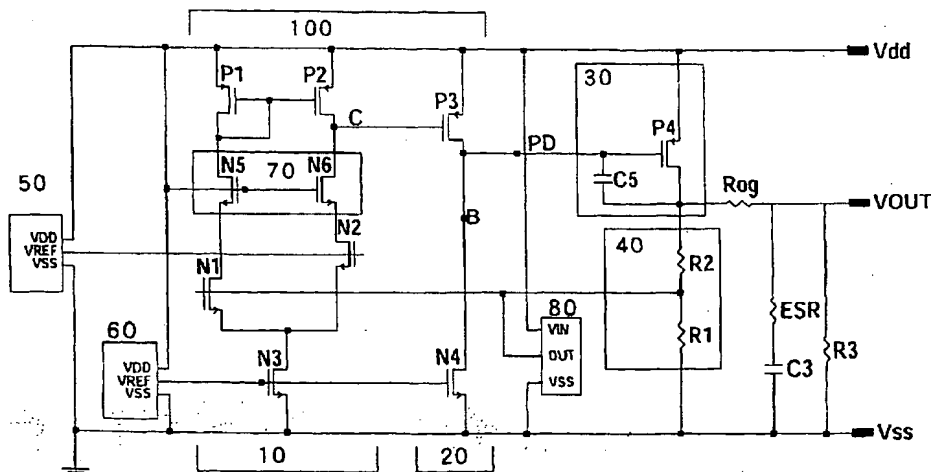 100
Vdd
P1
P2
P3
30
P4
C
PD
C5
70
N5
N6
50
Rog
VOUT
VDD
VREF
VSS
B
N2
40
R2
N1
80
VIN
OUT
VSS
R1
ESR
R3
60
VDD
VREF
VSS
N3
N4
C3
Vss
10
20